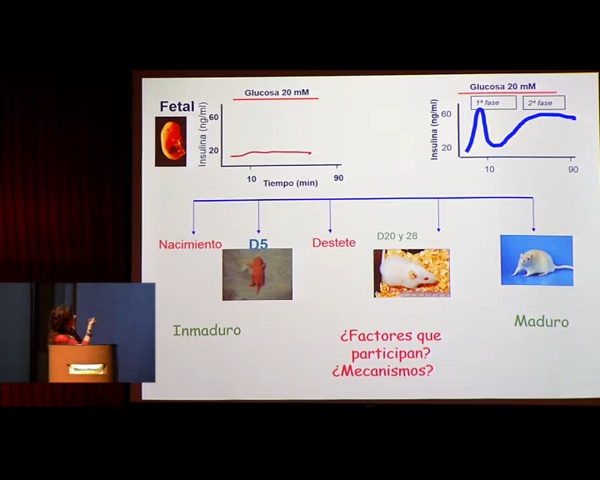 Glucosa 20 mM
Fetal
Insulina (ng/ml)
60
20
10
90
Tiempo (min)
Glucosa 20 mM
1ª fase
2ª fase
Insulina (ng/ml)
60
20
10
90
Nacimiento
D5
Destete
D20 y 28
Inmaduro
¿Factores que
participan?
¿Mecanismos?
Maduro